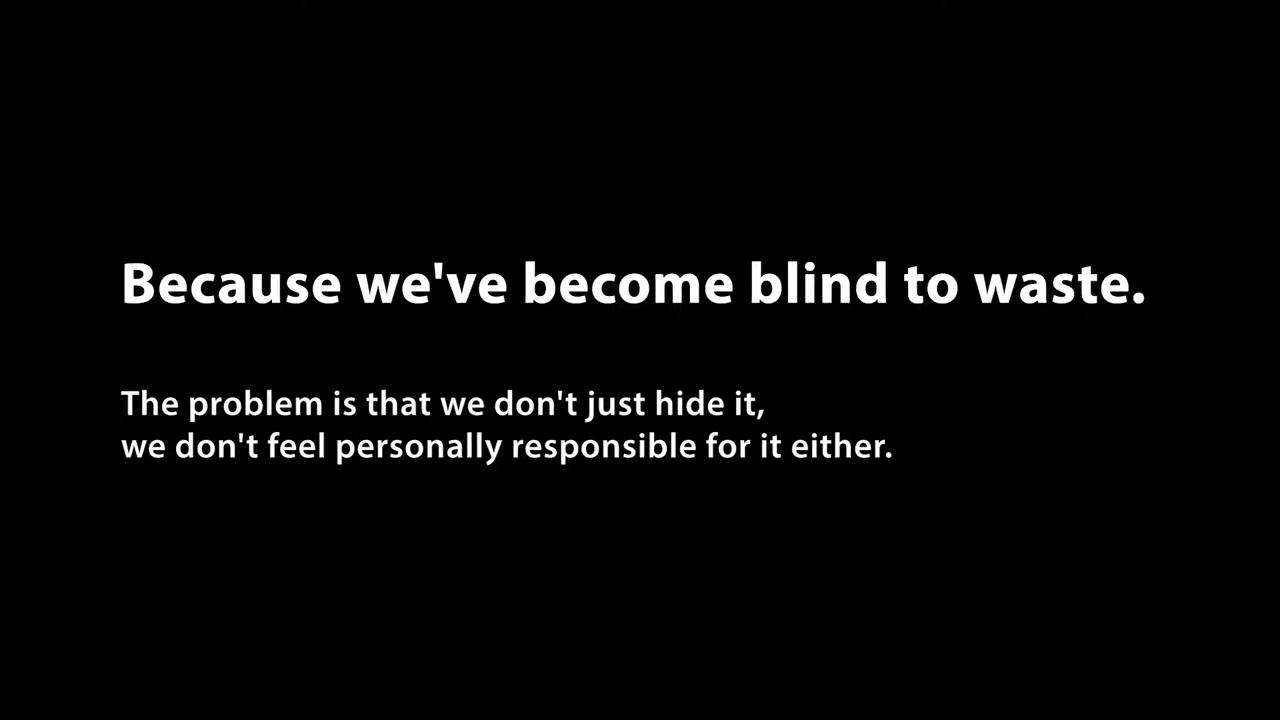 Because we've become blind to waste.
The problem is that we don't just hide it,
we don't feel personally responsible for it either.